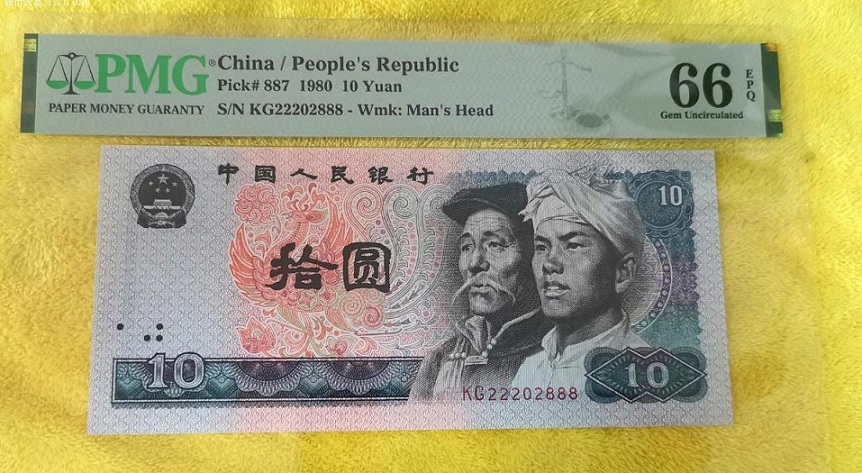 PMG® China / People's Republic
Pick# 887 1980 10 Yuan
PAPER MONEY GUARANTY S/N KG22202888 - Wmk: Man's Head
66 EPQ
Gem Uncirculated
中国人民银行
10
拾圆
10
10
KG22202888